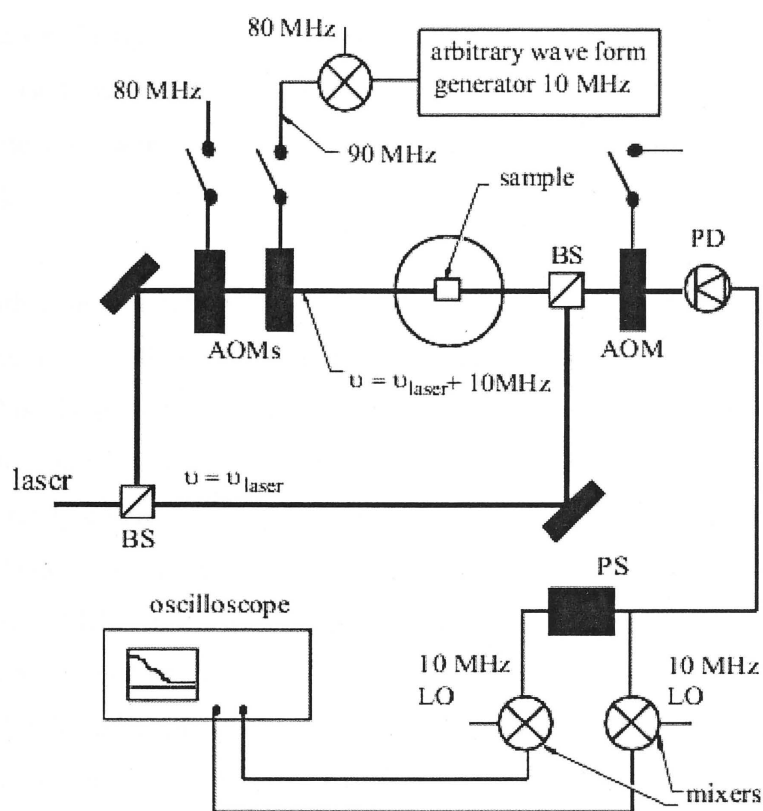 80 MHz
arbitrary wave form
generator 10 MHz
80 MHz
90 MHz
sample
BS
PD
AOMs
AOM
υ = υlaser + 10MHz
laser
υ = υlaser
BS
PS
oscilloscope
10 MHz
LO
10 MHz
LO
mixers